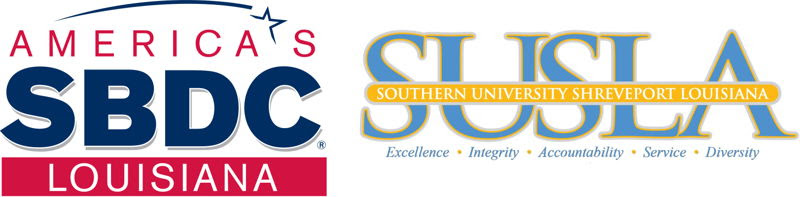 AMERICA'S
SBDC®
LOUISIANA
SUSLA
SOUTHERN UNIVERSITY SHREVEPORT LOUISIANA
Excellence • Integrity • Accountability • Service • Diversity